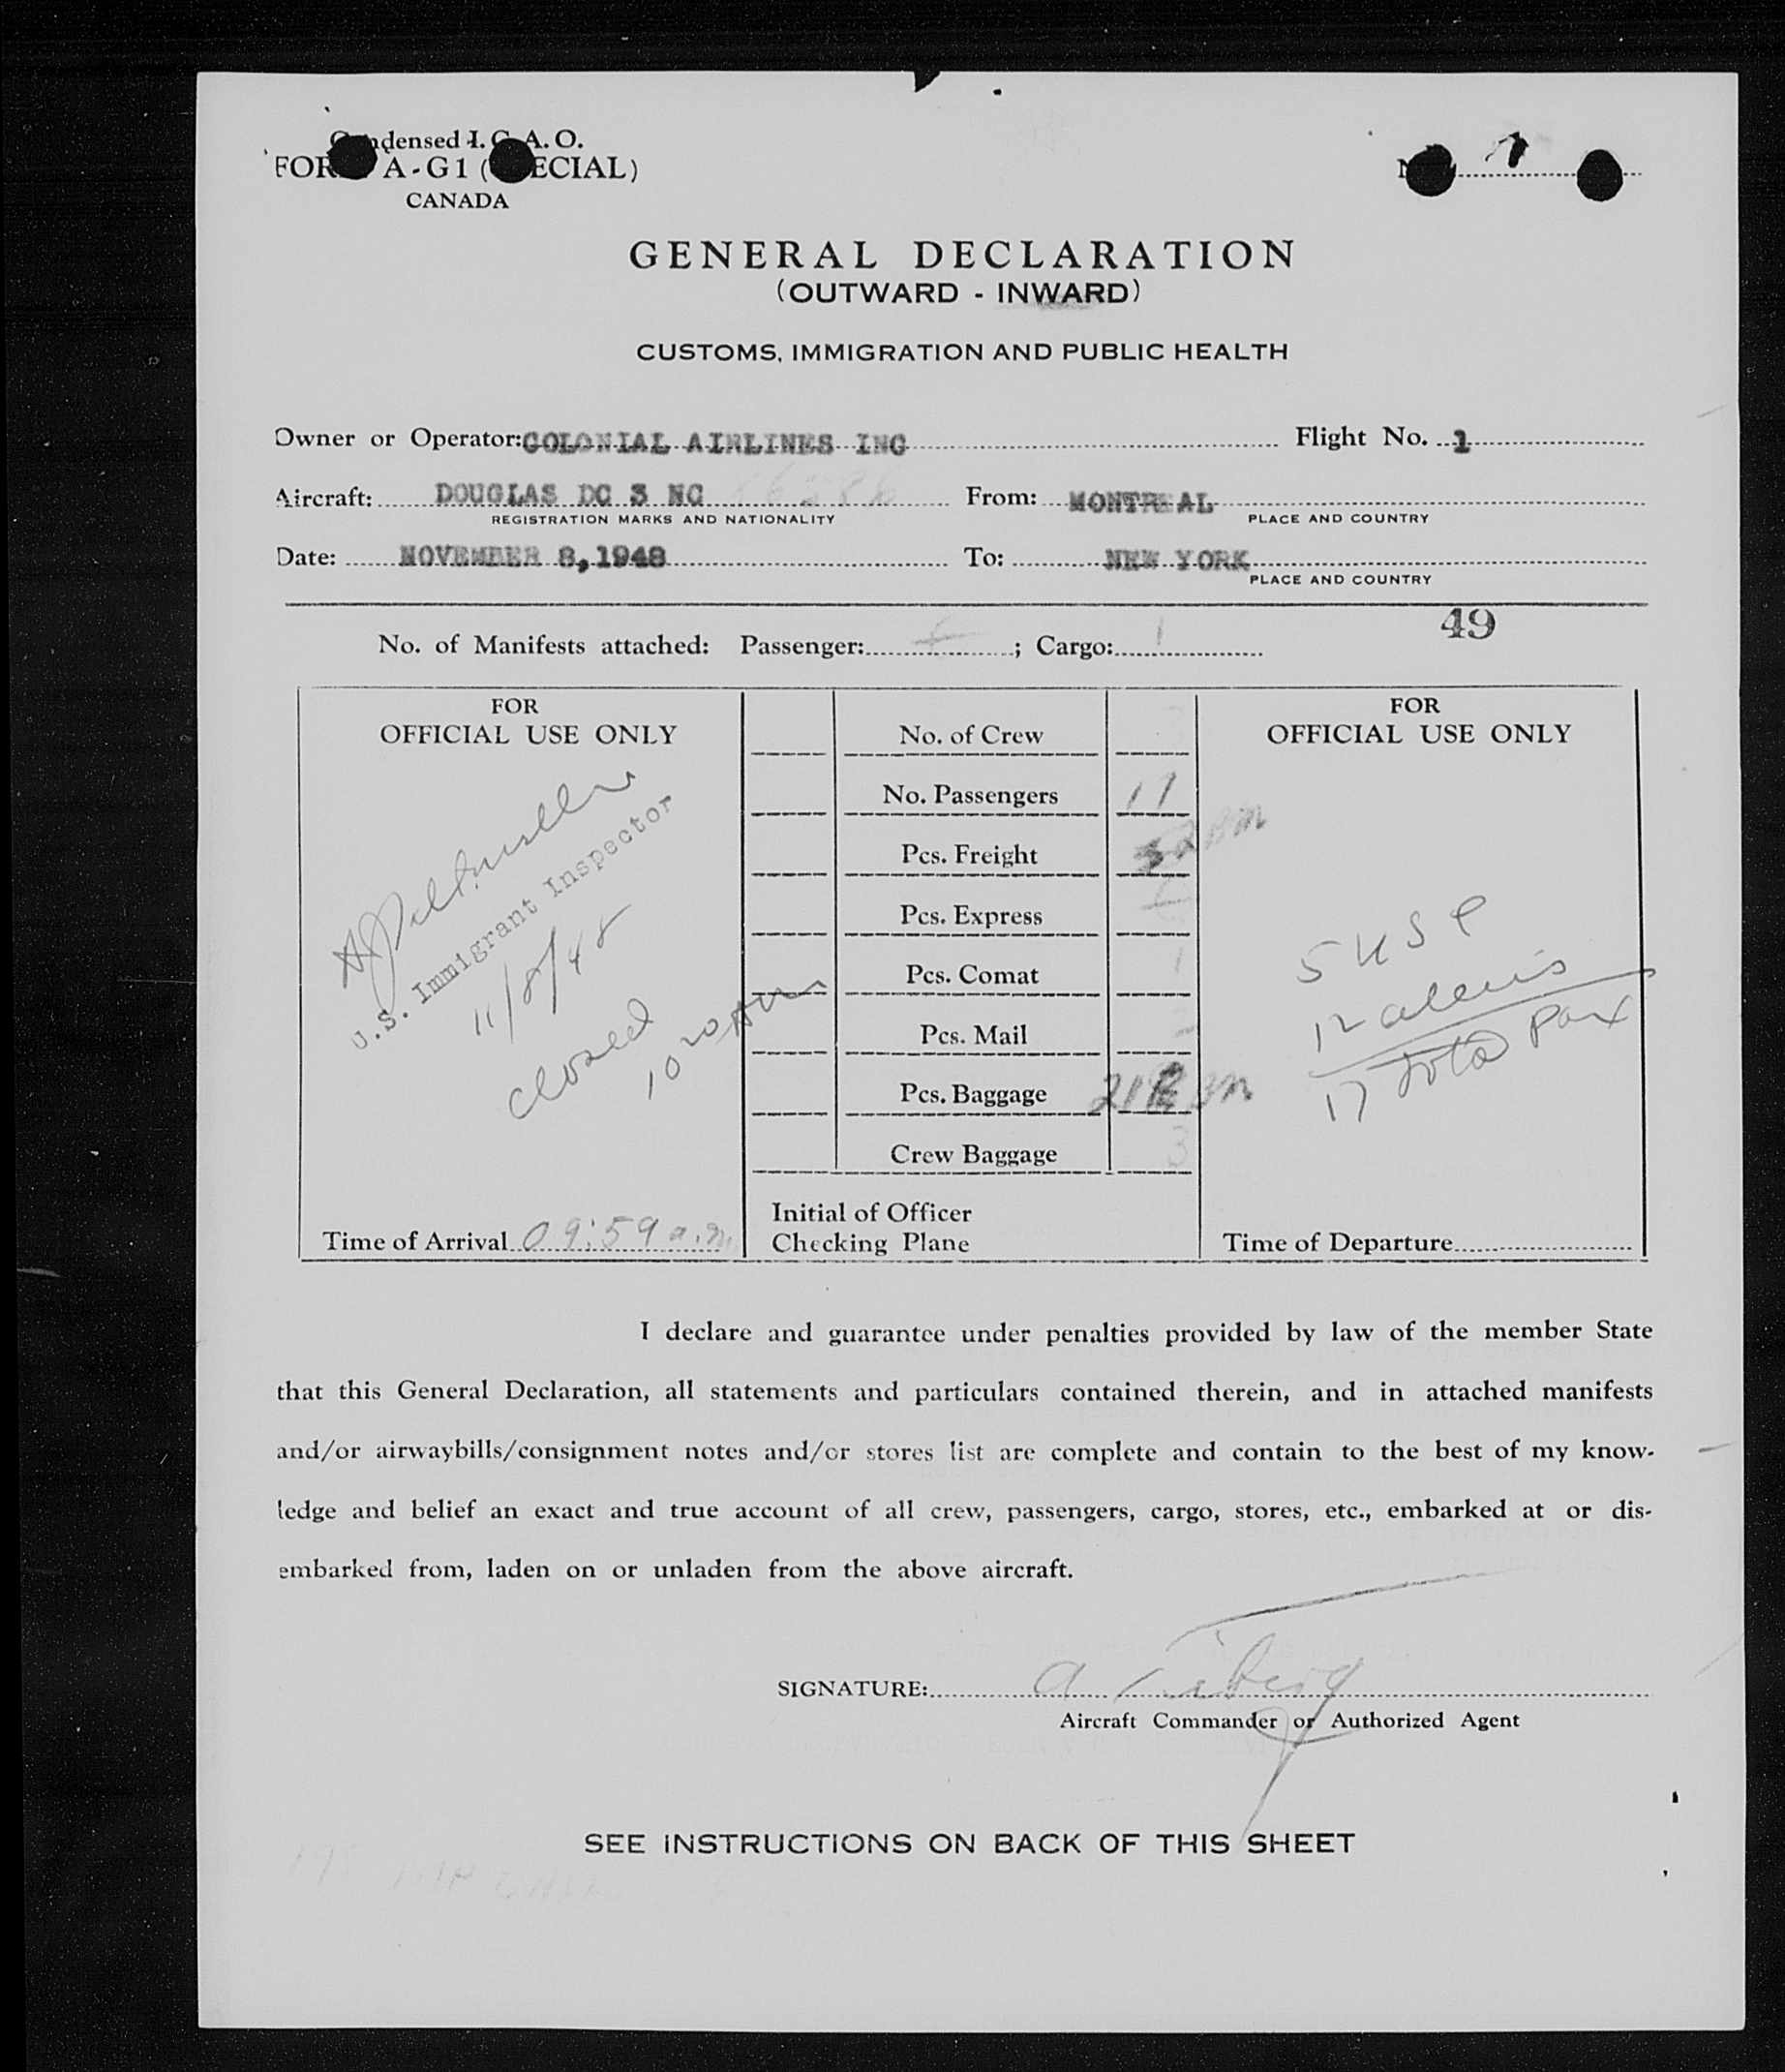 Condensed I.C.A.O.
FORM A-G1 (SPECIAL)
CANADA
GENERAL DECLARATION
(OUTWARD - INWARD)
CUSTOMS, IMMIGRATION AND PUBLIC HEALTH
Owner or Operator: COLONIAL AIRLINES INC Flight No. 1
Aircraft: DOUGLAS DC 3 NC From: MONTREAL
REGISTRATION MARKS AND NATIONALITY PLACE AND COUNTRY
Date: NOVEMBER 8, 1948 To: NEW YORK
PLACE AND COUNTRY
49
No. of Manifests attached: Passenger: ; Cargo: 1
FOR
OFFICIAL USE ONLY
U.S. Immigrant Inspector
11/8/48
closed
10 20 AM
Time of Arrival 09:59 a.m.
No. of Crew
No. Passengers 17
Pcs. Freight
Pcs. Express
Pcs. Comat 1
Pcs. Mail
Pcs. Baggage 21
Crew Baggage 3
Initial of Officer
Checking Plane
FOR
OFFICIAL USE ONLY
5 USC
12 aliens
17 total pax
Time of Departure
I declare and guarantee under penalties provided by law of the member State
that this General Declaration, all statements and particulars contained therein, and in attached manifests
and/or airwaybills/consignment notes and/or stores list are complete and contain to the best of my know-
ledge and belief an exact and true account of all crew, passengers, cargo, stores, etc., embarked at or dis-
embarked from, laden on or unladen from the above aircraft.
SIGNATURE:
Aircraft Commander or Authorized Agent
SEE INSTRUCTIONS ON BACK OF THIS SHEET